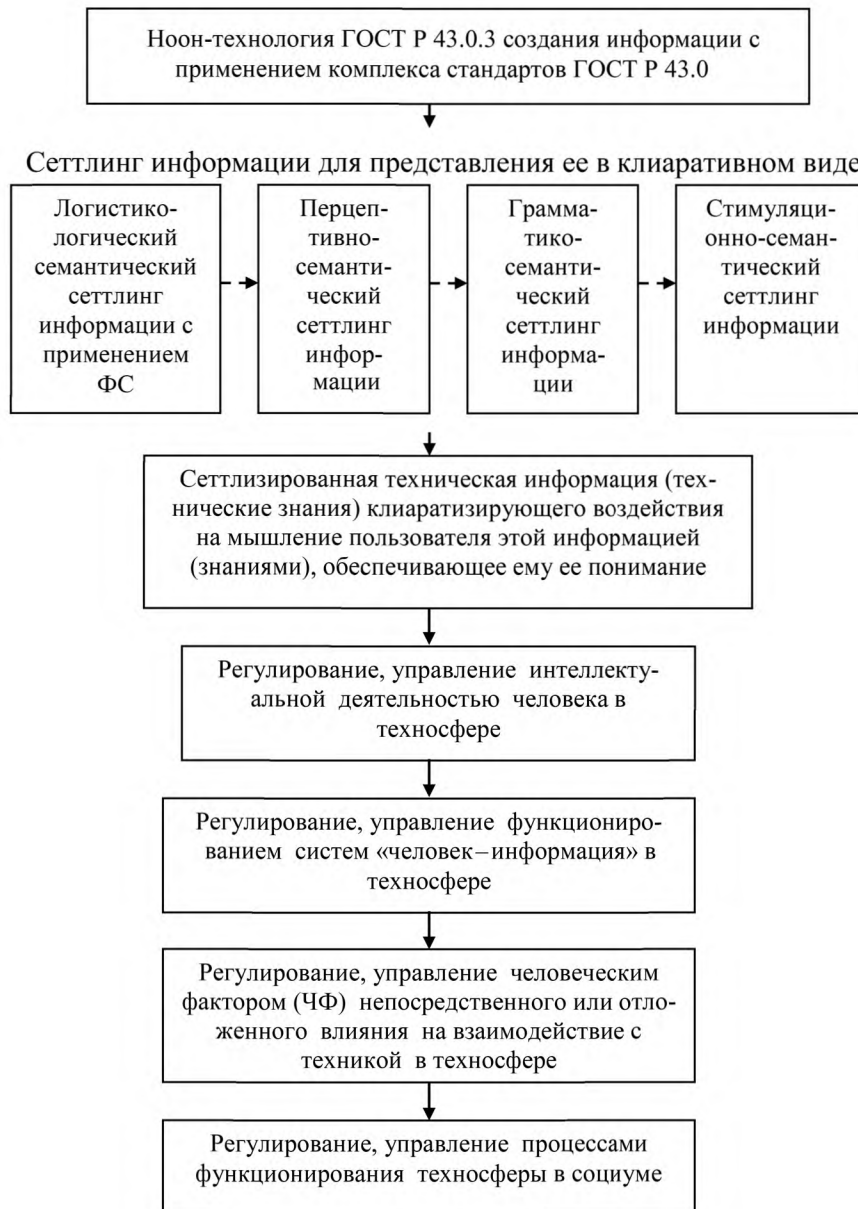 Ноон-технология ГОСТ Р 43.0.3 создания информации с
применением комплекса стандартов ГОСТ Р 43.0
Сеттлинг информации для представления ее в клиаративном виде
Логистико-
логический
семантический
сеттлинг
информации с
применением
ФС
Перцеп-
тивно-
семанти-
ческий
сеттлинг
инфор-
мации
Грамма-
тико-
семанти-
ческий
сеттлинг
информа-
ции
Стимуляци-
онно-семан-
тический
сеттлинг
информации
Сеттлизированная техническая информация (тех-
нические знания) клиаратизирующего воздействия
на мышление пользователя этой информацией
(знаниями), обеспечивающее ему ее понимание
Регулирование, управление интеллекту-
альной деятельностью человека в
техносфере
Регулирование, управление функциониро-
ванием систем «человек–информация» в
техносфере
Регулирование, управление человеческим
фактором (ЧФ) непосредственного или отло-
женного влияния на взаимодействие с
техникой в техносфере
Регулирование, управление процессами
функционирования техносферы в социуме